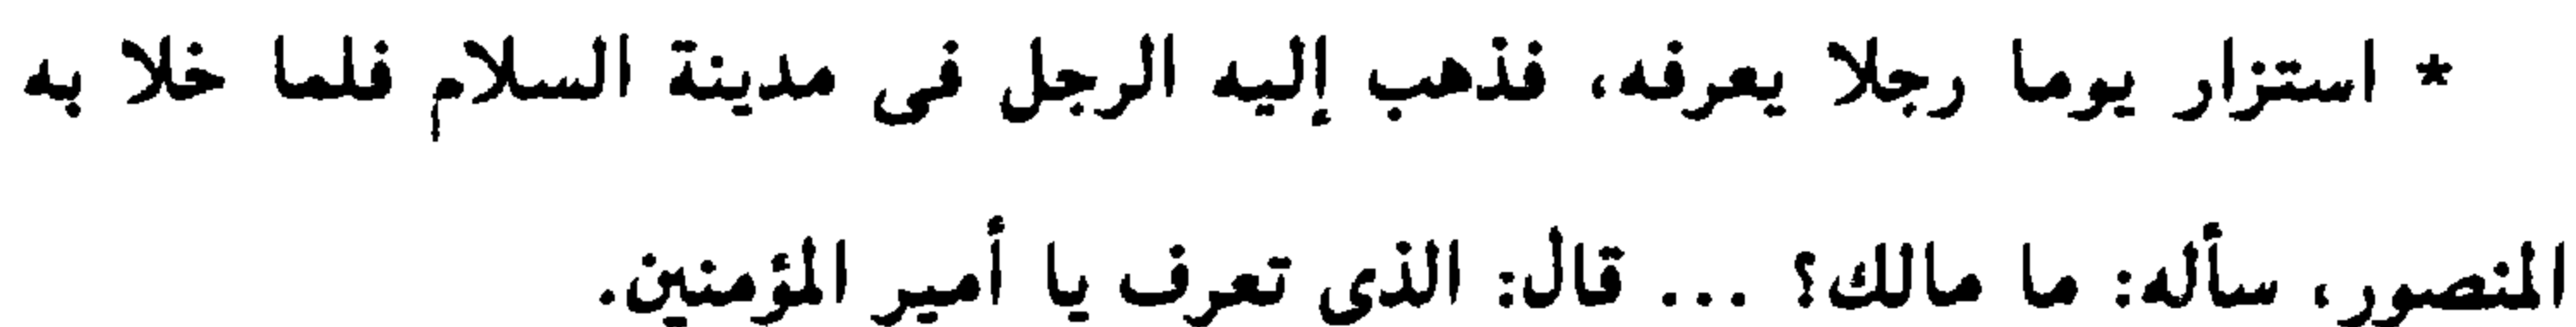 * استزار يوما رجلا يعرفه، فذهب إليه الرجل فى مدينة السلام فلما خلا به
المنصور، سأله: ما مالك؟ ... قال: الذى تعرف يا أمير المؤمنين.